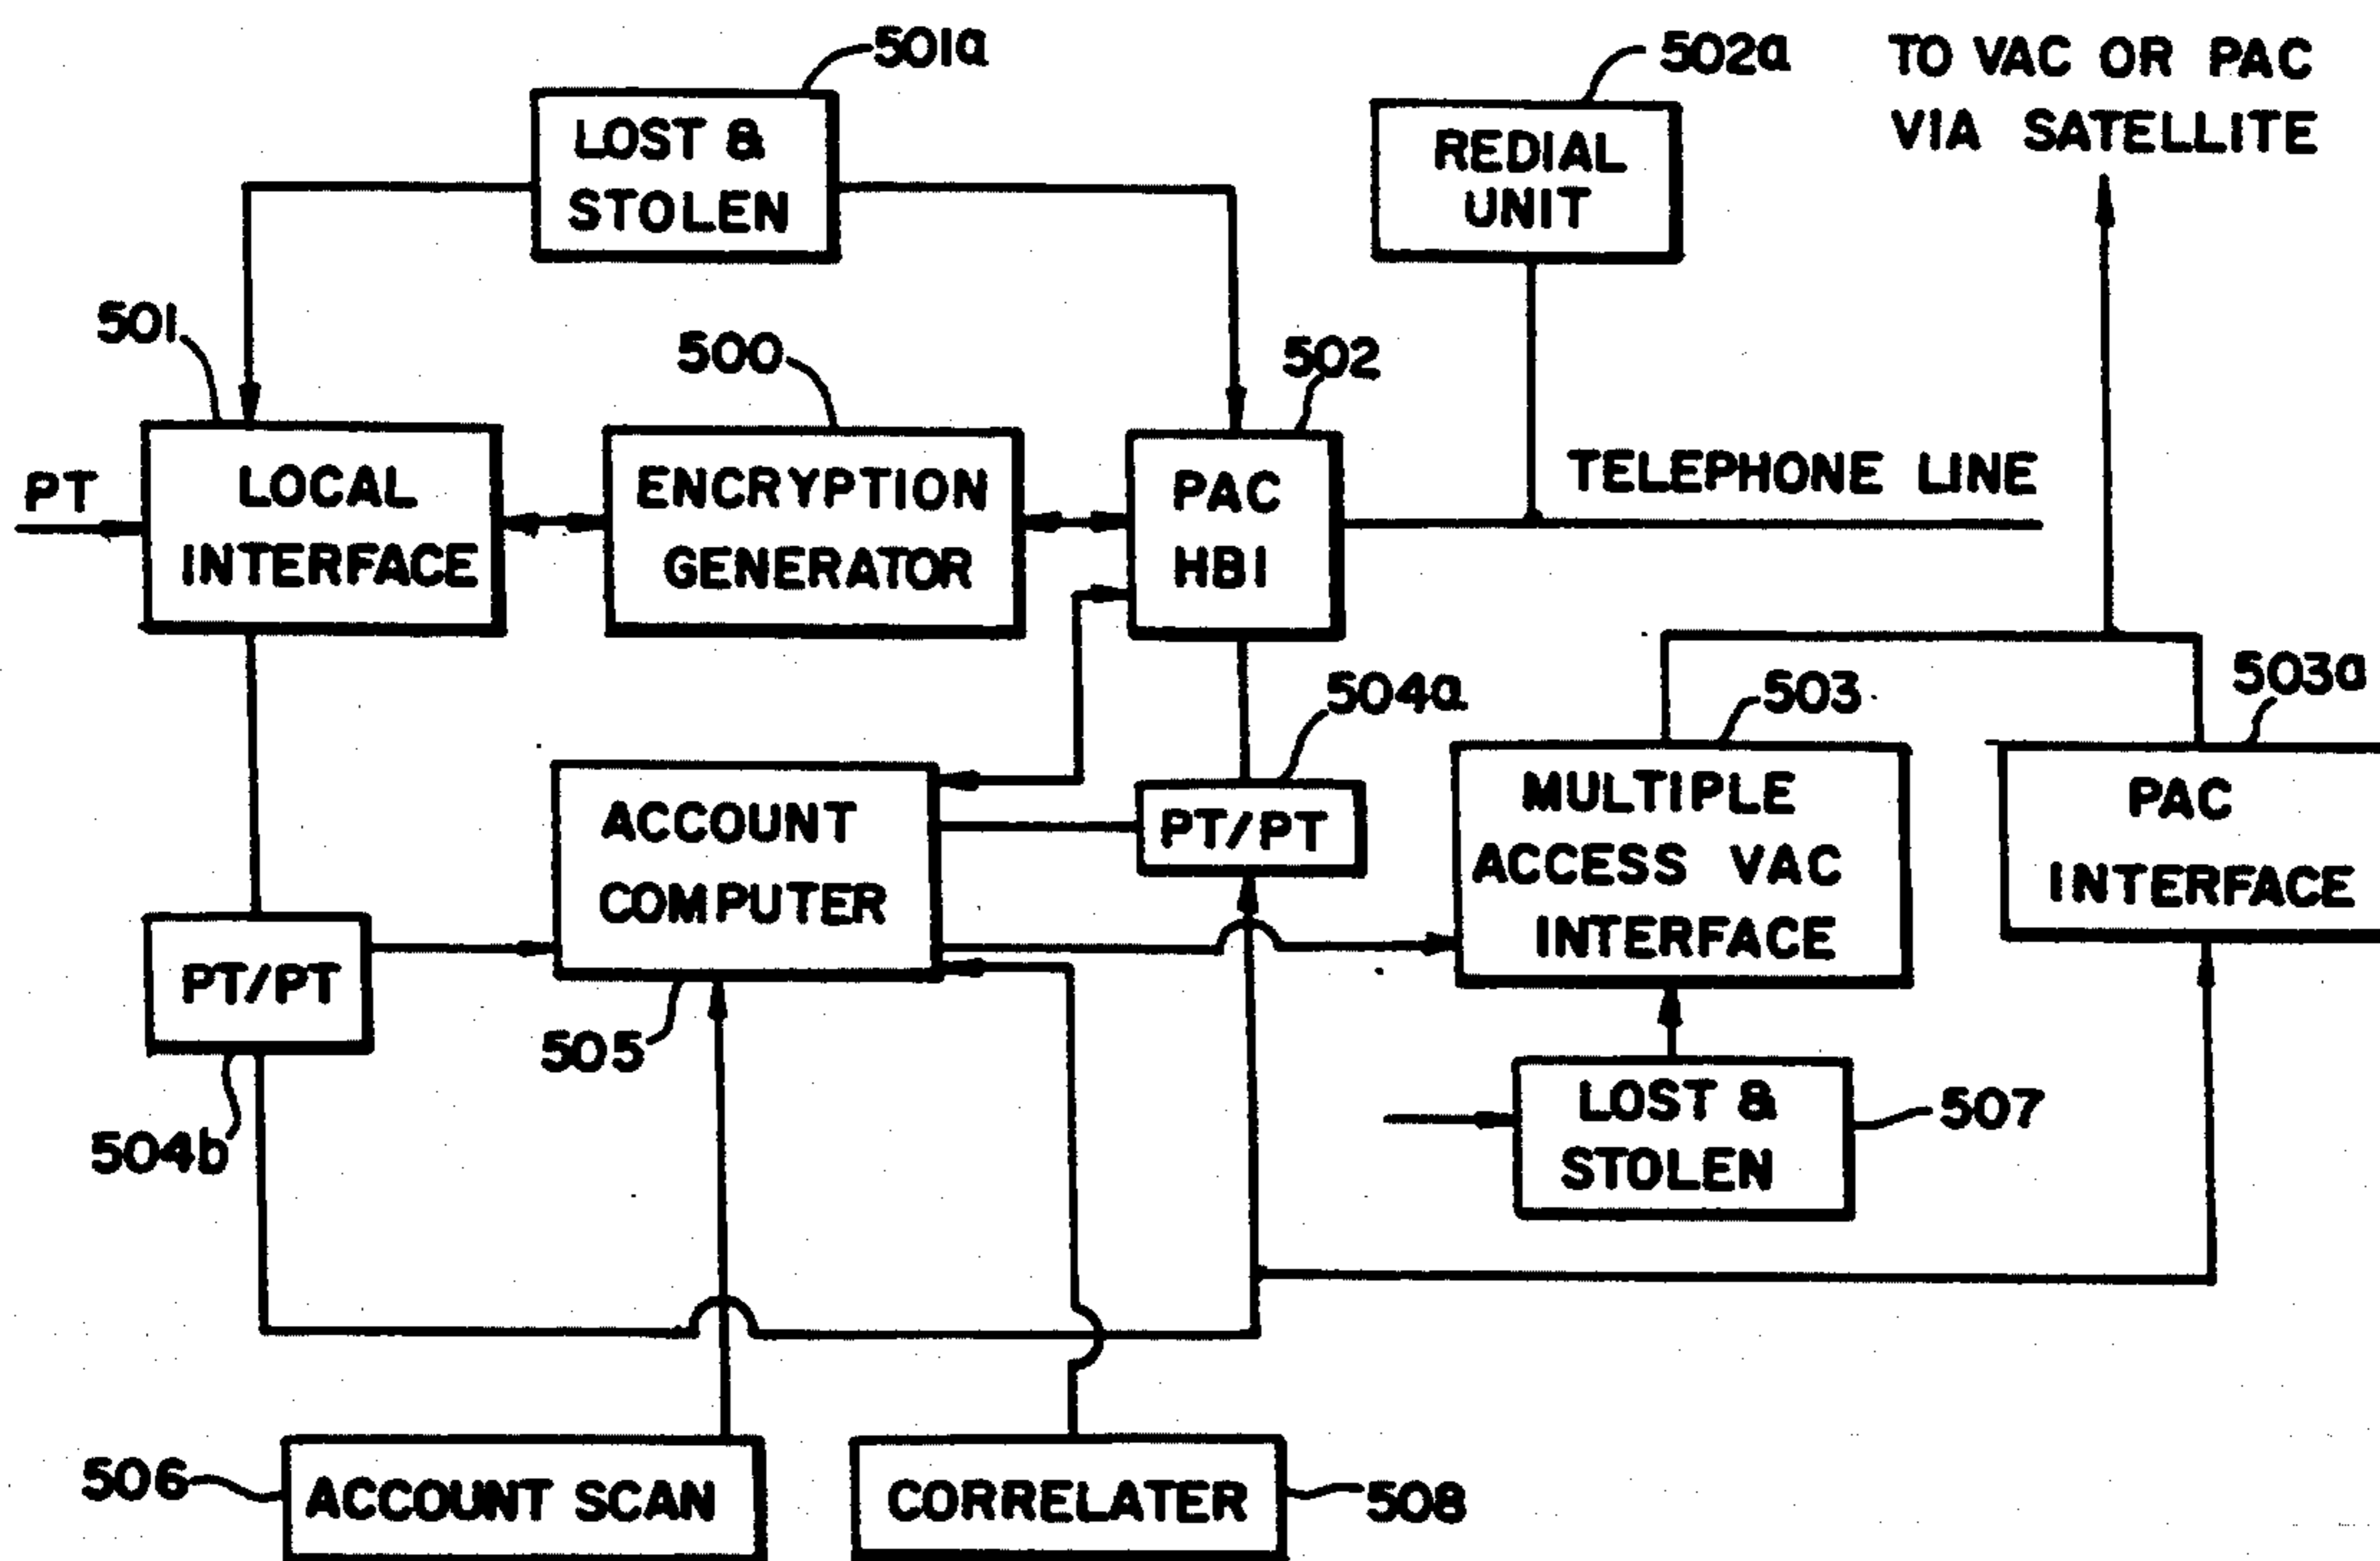 501a
502a
TO VAC OR PAC
VIA SATELLITE
LOST &
STOLEN
REDIAL
UNIT
501
500
502
PT
LOCAL
INTERFACE
ENCRYPTION
GENERATOR
PAC
HBI
TELEPHONE LINE
504a
503
503a
ACCOUNT
COMPUTER
PT/PT
MULTIPLE
ACCESS VAC
INTERFACE
PAC
INTERFACE
PT/PT
505
504b
LOST &
STOLEN
507
506
ACCOUNT SCAN
CORRELATER
508